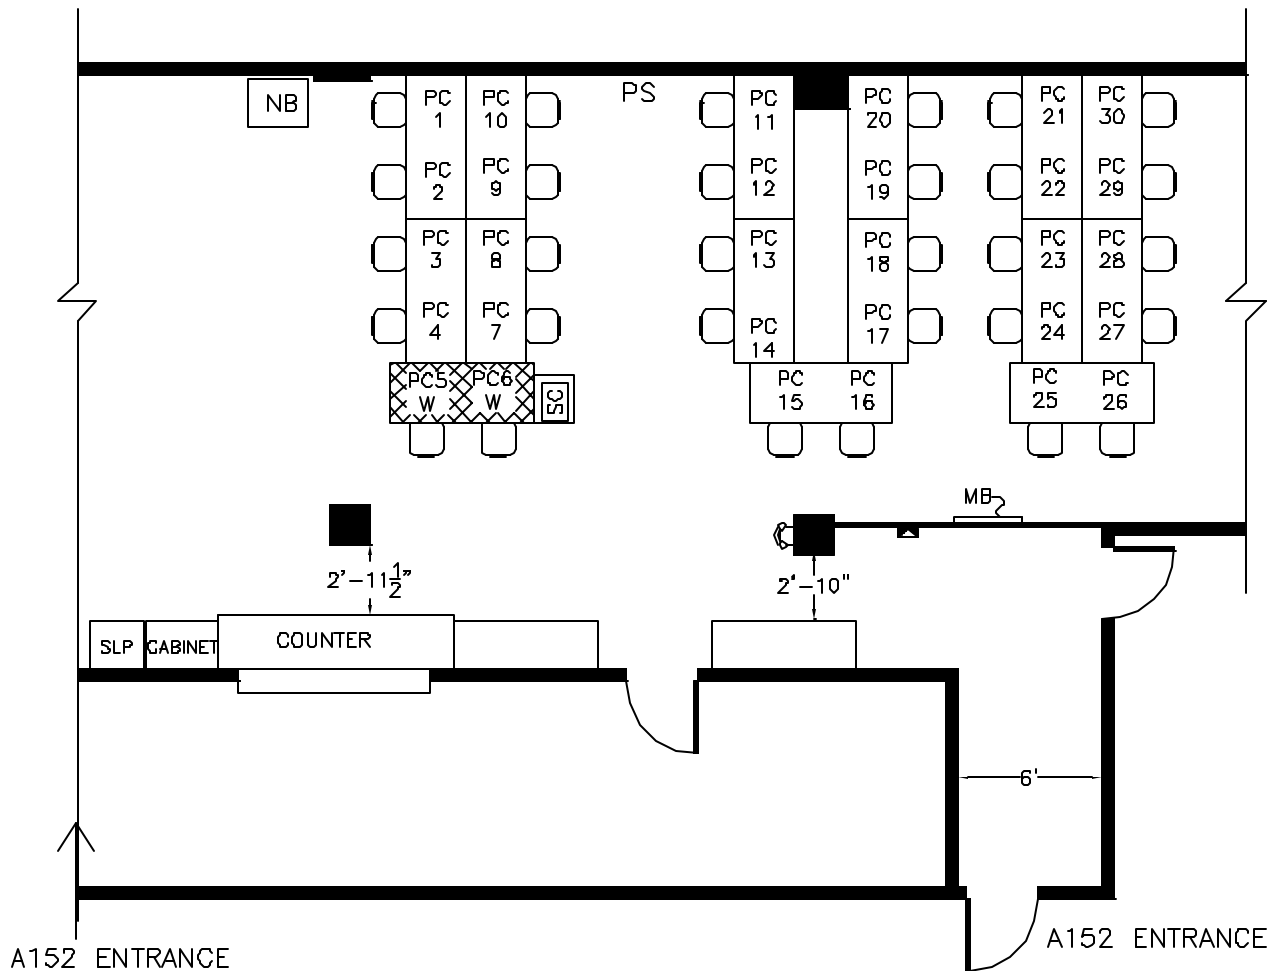 NB
PS
PC
1
PC
10
PC
11
PC
20
PC
21
PC
30
PC
2
PC
9
PC
12
PC
19
PC
22
PC
29
PC
3
PC
8
PC
13
PC
18
PC
23
PC
28
PC
4
PC
7
PC
14
PC
17
PC
24
PC
27
PC5
W
PC6
W
SC
PC
15
PC
16
PC
25
PC
26
MB
2'-11 1/2"
2'-10"
SLP
CABINET
COUNTER
6'
A152 ENTRANCE
A152 ENTRANCE